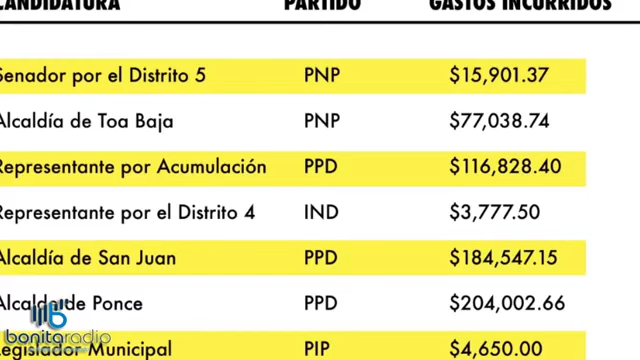 CANDIDATURA PARTIDO GASTOS INCURRIDOS
Senador por el Distrito 5 PNP $15,901.37
Alcaldía de Toa Baja PNP $77,038.74
Representante por Acumulación PPD $116,828.40
Representante por el Distrito 4 IND $3,777.50
Alcaldía de San Juan PPD $184,547.15
Alcalde de Ponce PPD $204,002.66
bonitaradio
Legislador Municipal PIP $4,650.00